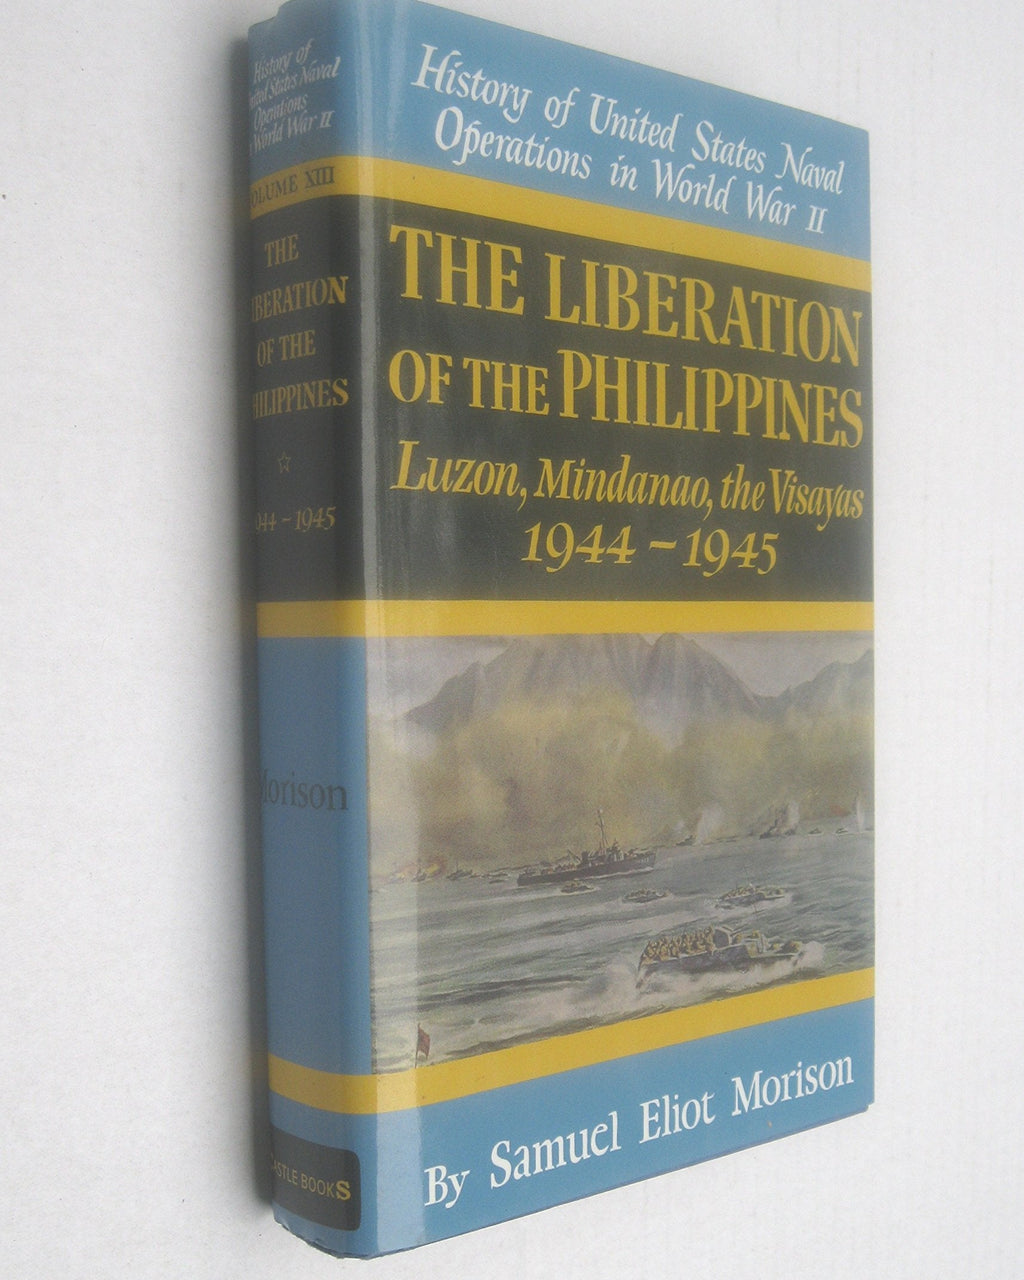 History of
United States Naval
Operations
in World War II
VOLUME XIII
THE
LIBERATION
OF THE
PHILIPPINES
1944 – 1945
Morison
CASTLE BOOKS
History of United States Naval
Operations in World War II
THE LIBERATION
OF THE PHILIPPINES
Luzon, Mindanao, the Visayas
1944 – 1945
By Samuel Eliot Morison